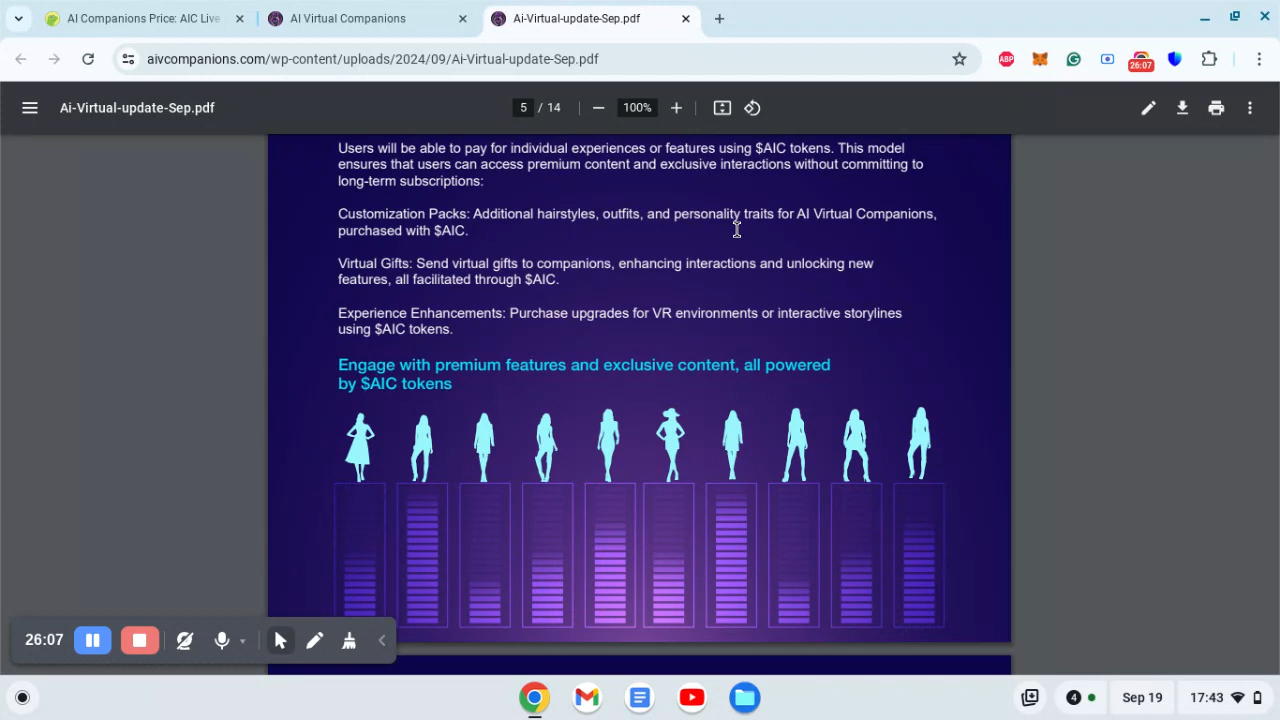 AI Companions Price: AIC Live
AI Virtual Companions
Ai-Virtual-update-Sep.pdf
aivcompanions.com/wp-content/uploads/2024/09/Ai-Virtual-update-Sep.pdf
ABP
26:07
Ai-Virtual-update-Sep.pdf
5 / 14
100%
Users will be able to pay for individual experiences or features using $AIC tokens. This model
ensures that users can access premium content and exclusive interactions without committing to
long-term subscriptions:
Customization Packs: Additional hairstyles, outfits, and personality traits for AI Virtual Companions,
purchased with $AIC.
Virtual Gifts: Send virtual gifts to companions, enhancing interactions and unlocking new
features, all facilitated through $AIC.
Experience Enhancements: Purchase upgrades for VR environments or interactive storylines
using $AIC tokens.
Engage with premium features and exclusive content, all powered
by $AIC tokens
26:07
4
Sep 19
17:43